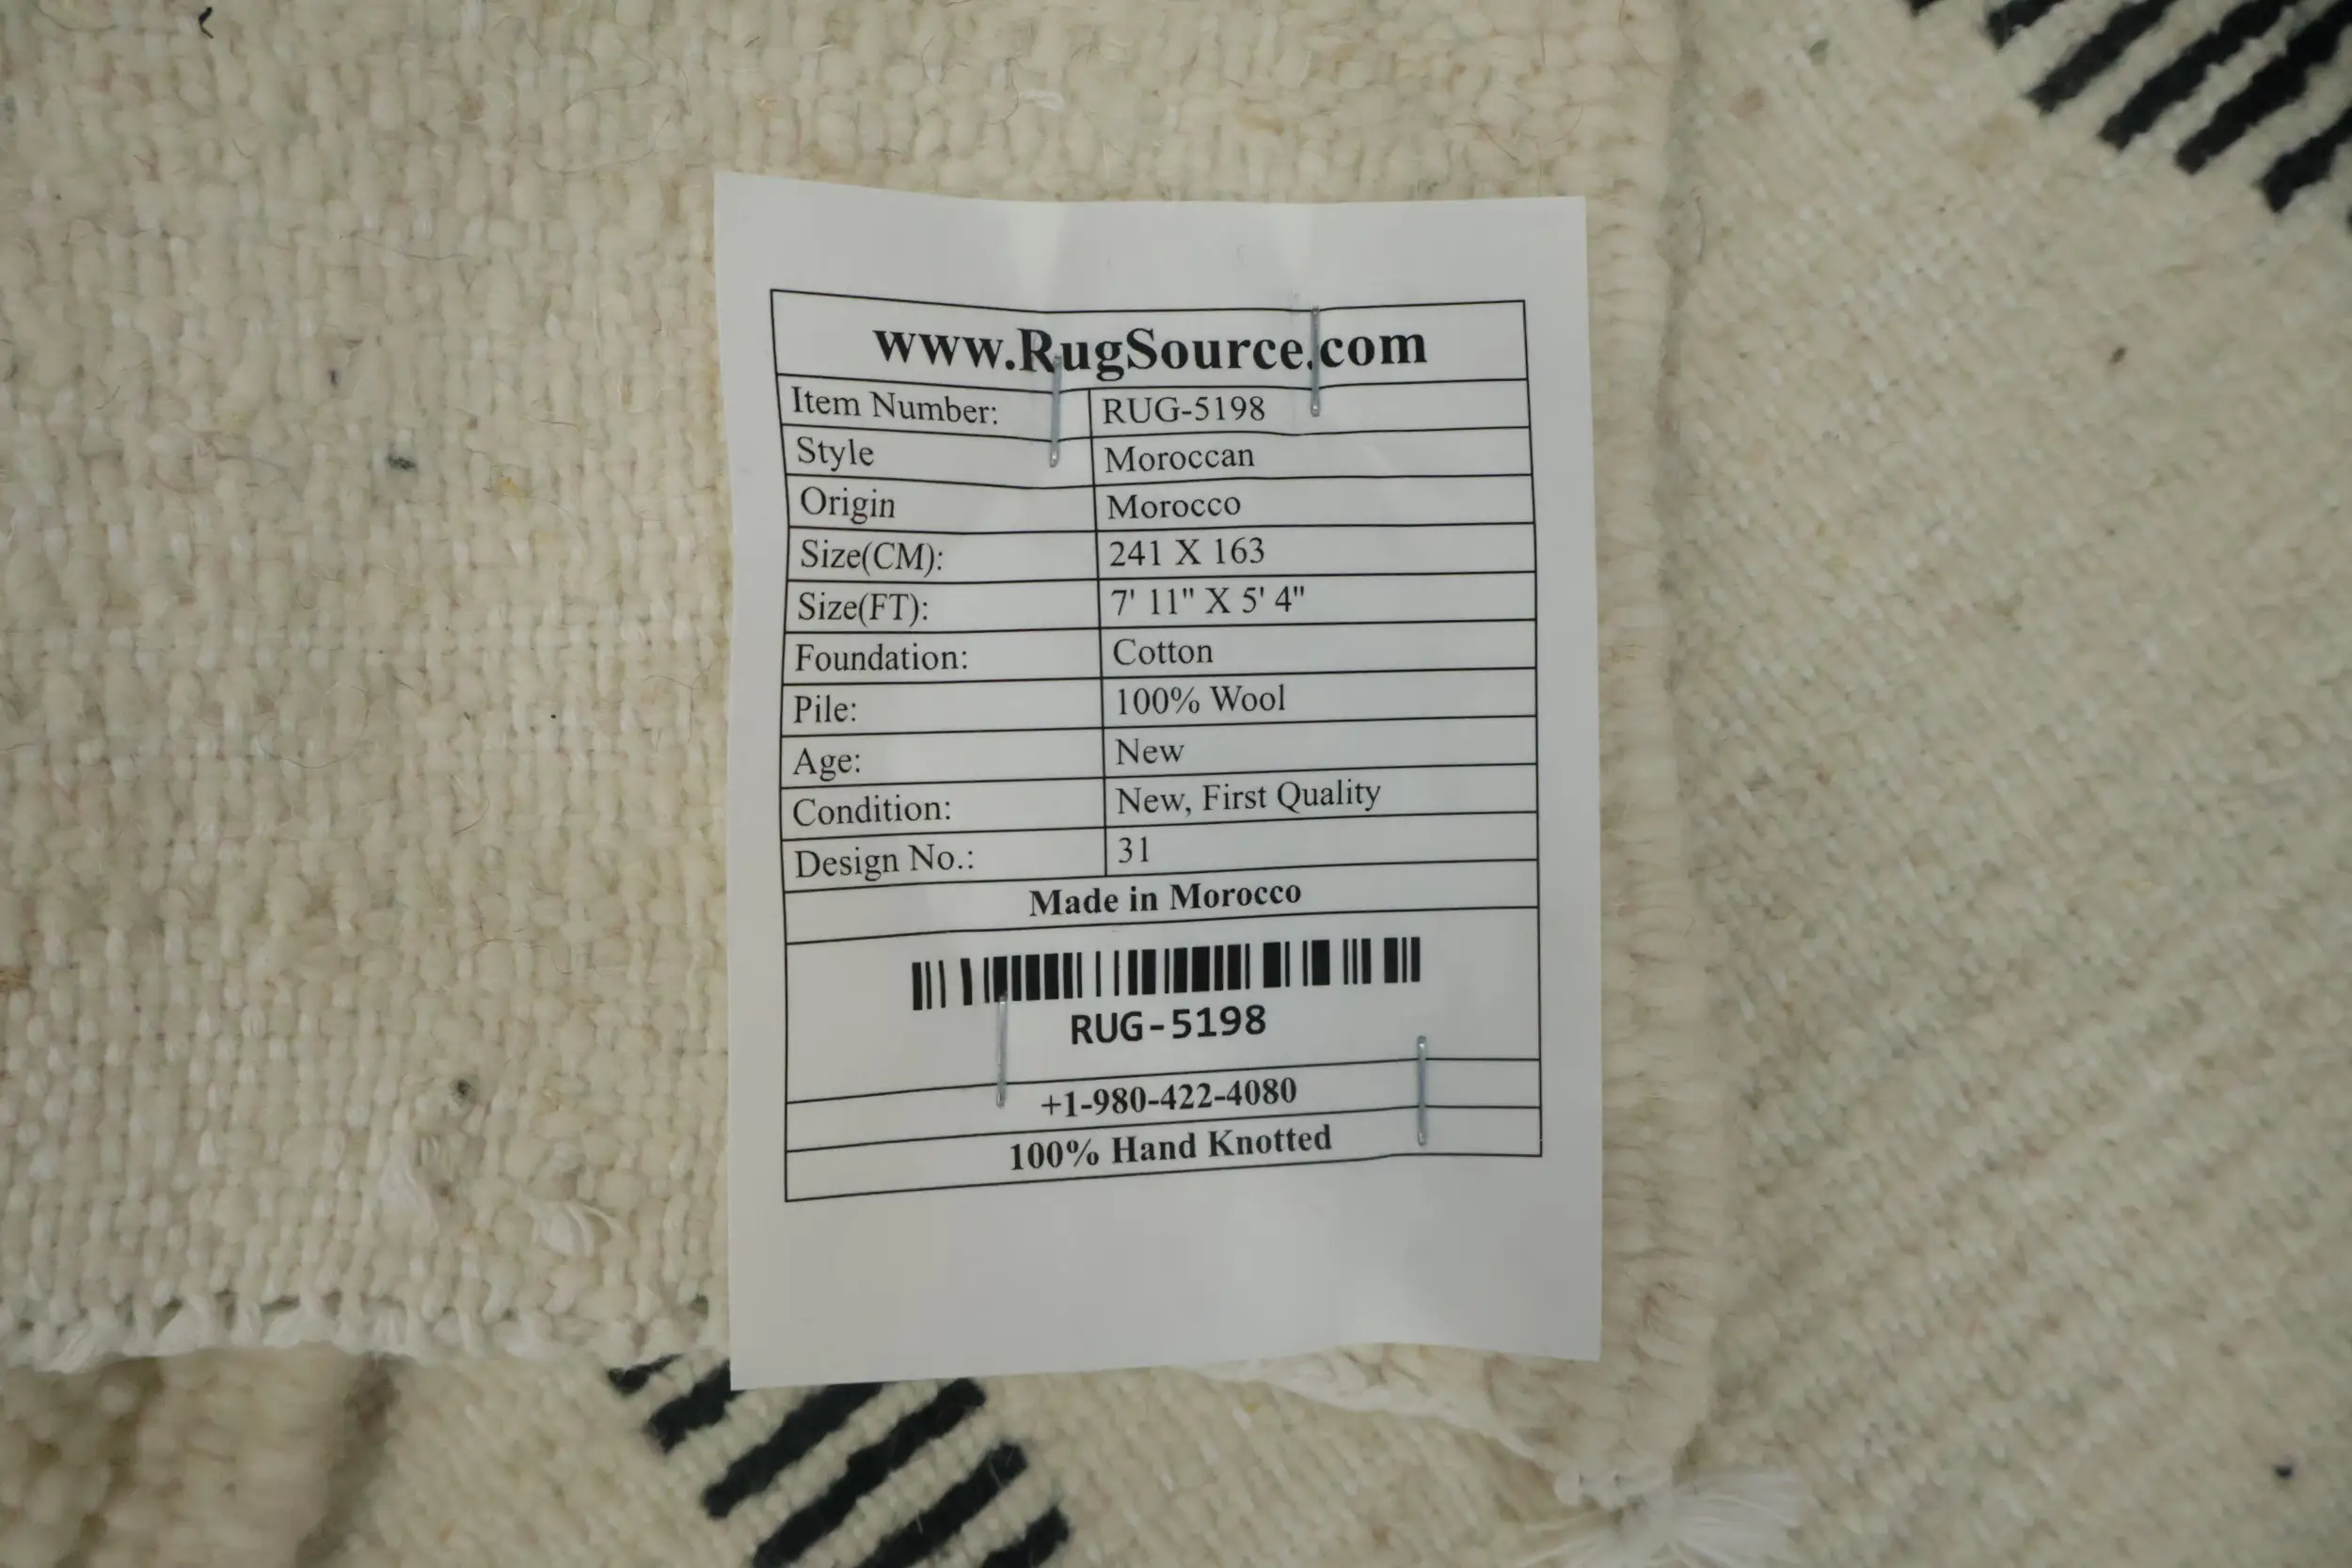 www.RugSource.com
Item Number: RUG-5198
Style Moroccan
Origin Morocco
Size(CM): 241 X 163
Size(FT): 7' 11" X 5' 4"
Foundation: Cotton
Pile: 100% Wool
Age: New
Condition: New, First Quality
Design No.: 31
Made in Morocco
RUG-5198
+1-980-422-4080
100% Hand Knotted